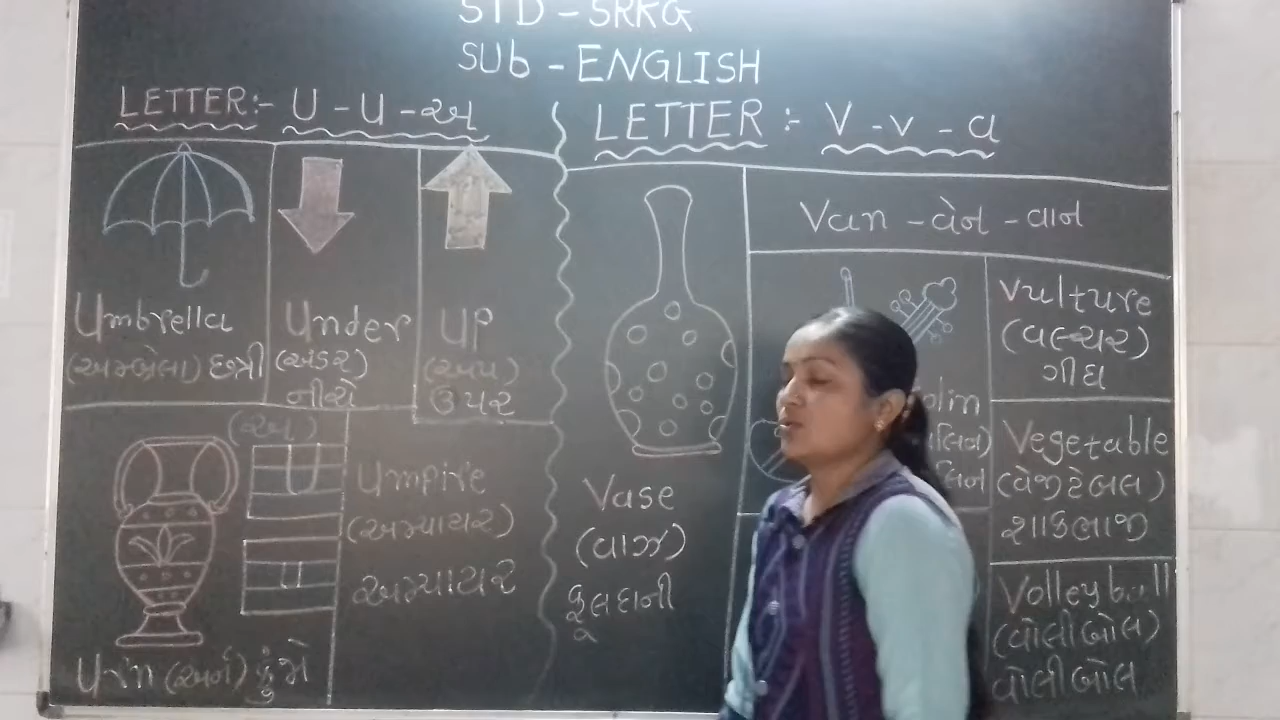 STD - SRKG
SUb - ENGLISH
LETTER:- U - u - અ
Umbrella
(અમ્બ્રેલા) છત્રી
Under
(અંડર)
નીચે
UP
(અપ)
ઉપર
(અ)
U
u
Urn (અર્ન) કુંજો
Umpire
(અમ્પાયર)
અમ્પાયર
LETTER :- V - v - વ
Vase
(વાઝ)
ફૂલદાની
Van - વેન - વાન
olin
લિન)
લિન
Vulture
(વલ્ચર)
ગીધ
Vegetable
(વેજીટેબલ)
શાકભાજી
Volleyball
(વોલીબોલ)
વોલીબોલ